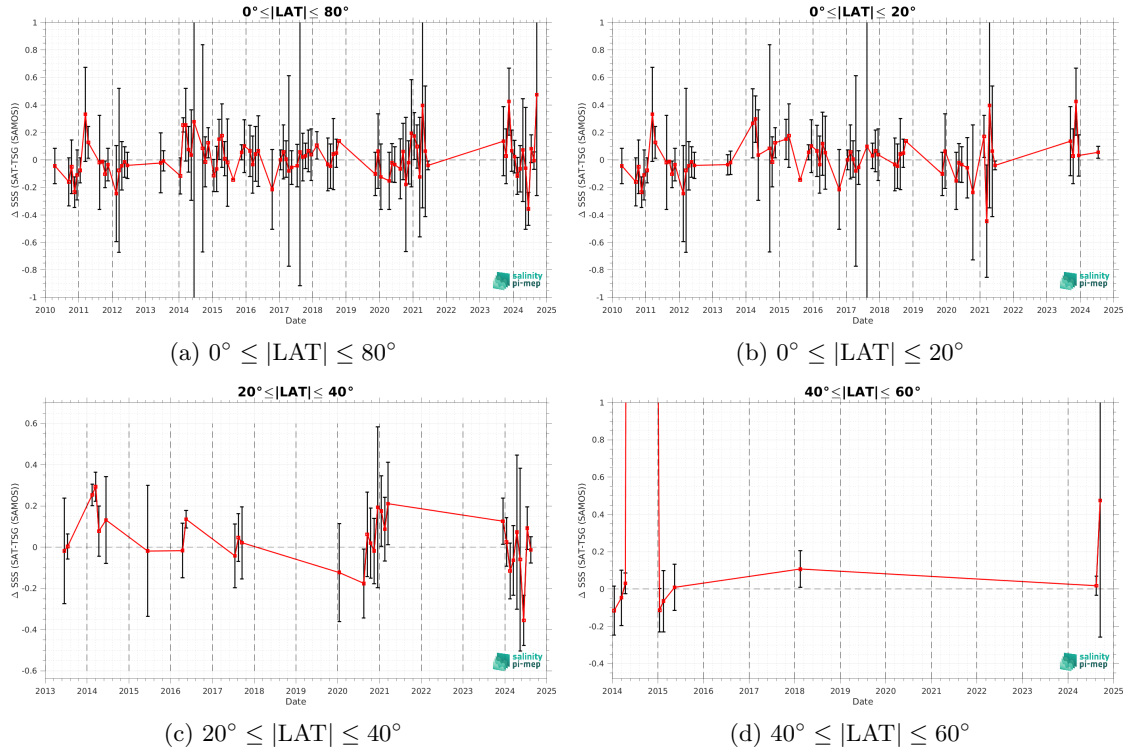 0°≤|LAT|≤ 80°
Δ SSS (SAT-TSG (SAMOS))
1
0.8
0.6
0.4
0.2
0
-0.2
-0.4
-0.6
-0.8
-1
2010 2011 2012 2013 2014 2015 2016 2017 2018 2019 2020 2021 2022 2023 2024 2025
Date
salinity
pi-mep
(a) 0° ≤ |LAT| ≤ 80°
0°≤|LAT|≤ 20°
Δ SSS (SAT-TSG (SAMOS))
1
0.8
0.6
0.4
0.2
0
-0.2
-0.4
-0.6
-0.8
-1
2010 2011 2012 2013 2014 2015 2016 2017 2018 2019 2020 2021 2022 2023 2024 2025
Date
salinity
pi-mep
(b) 0° ≤ |LAT| ≤ 20°
20°≤|LAT|≤ 40°
Δ SSS (SAT-TSG (SAMOS))
0.6
0.4
0.2
0
-0.2
-0.4
-0.6
2013 2014 2015 2016 2017 2018 2019 2020 2021 2022 2023 2024 2025
Date
salinity
pi-mep
(c) 20° ≤ |LAT| ≤ 40°
40°≤|LAT|≤ 60°
Δ SSS (SAT-TSG (SAMOS))
1
0.8
0.6
0.4
0.2
0
-0.2
-0.4
2014 2015 2016 2017 2018 2019 2020 2021 2022 2023 2024 2025
Date
salinity
pi-mep
(d) 40° ≤ |LAT| ≤ 60°